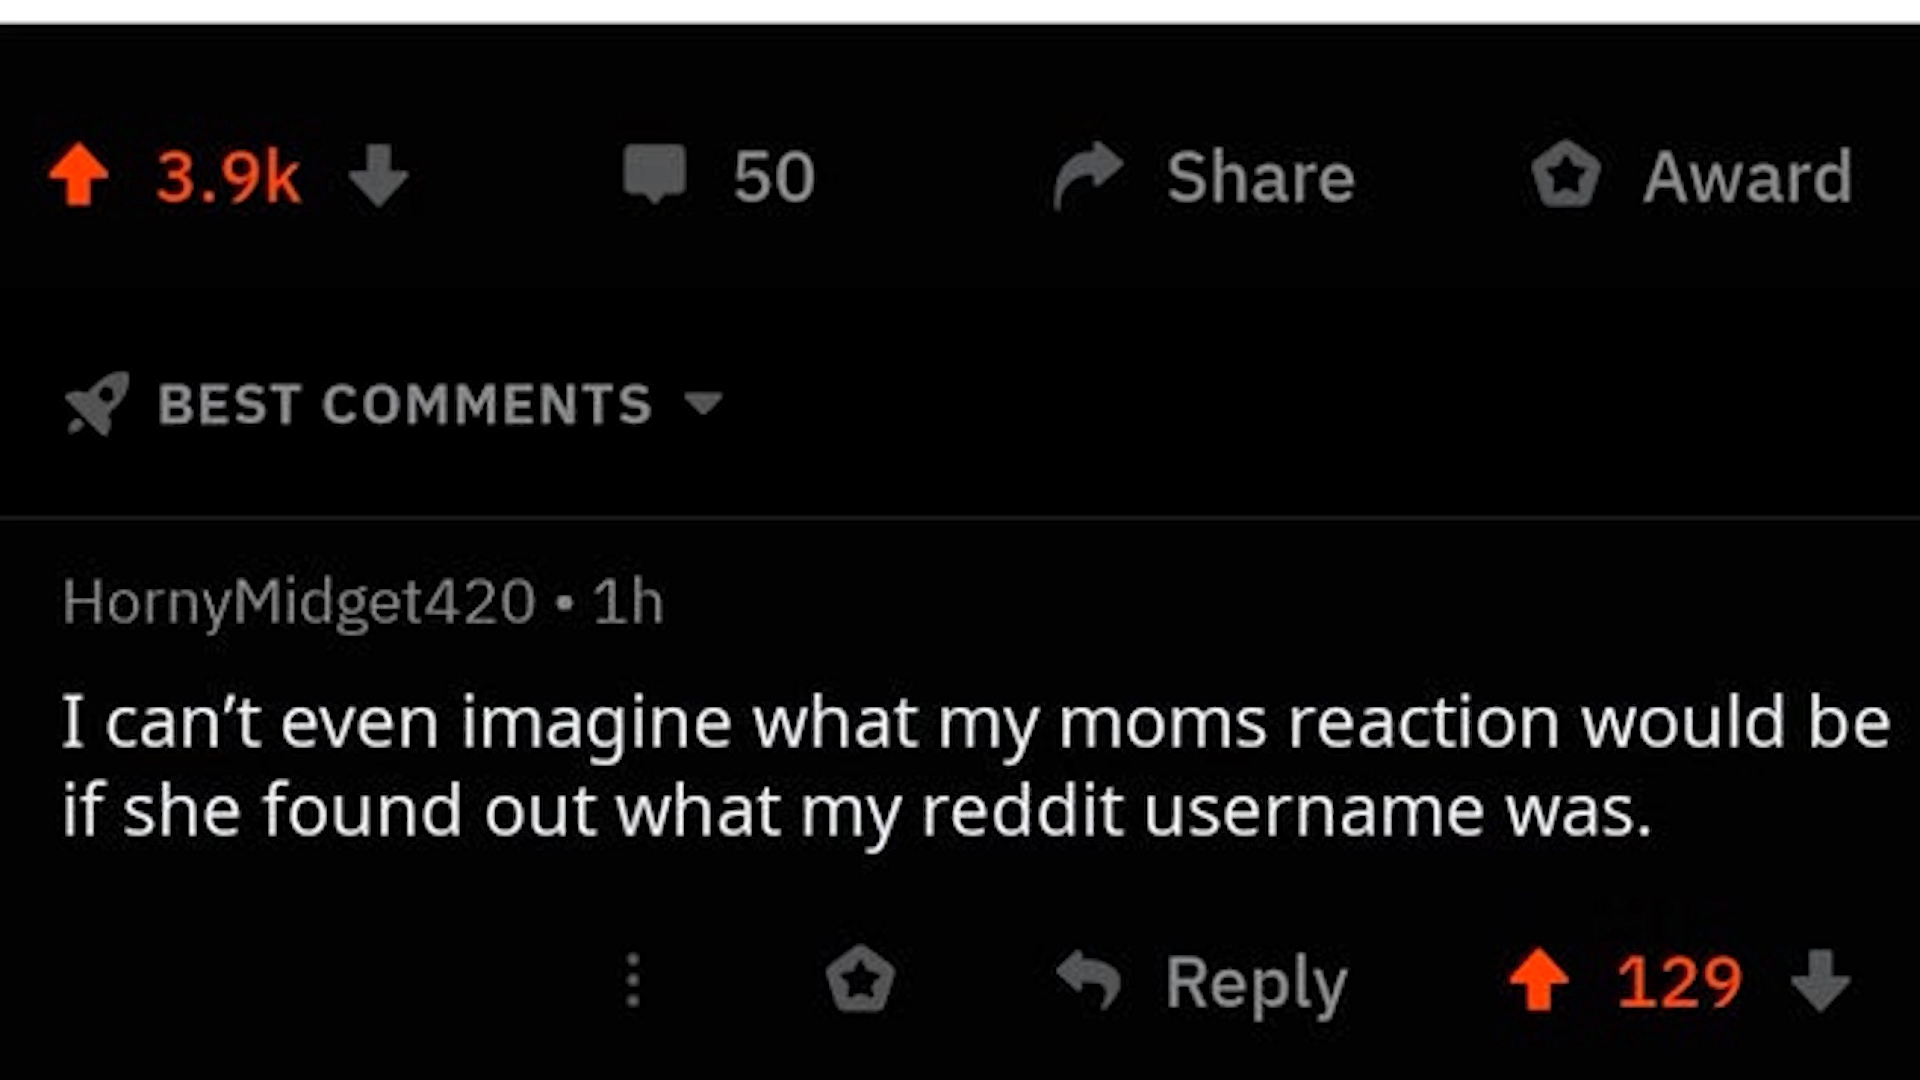 3.9k 50 Share Award
BEST COMMENTS
HornyMidget420 • 1h
I can’t even imagine what my moms reaction would be
if she found out what my reddit username was.
Reply 129